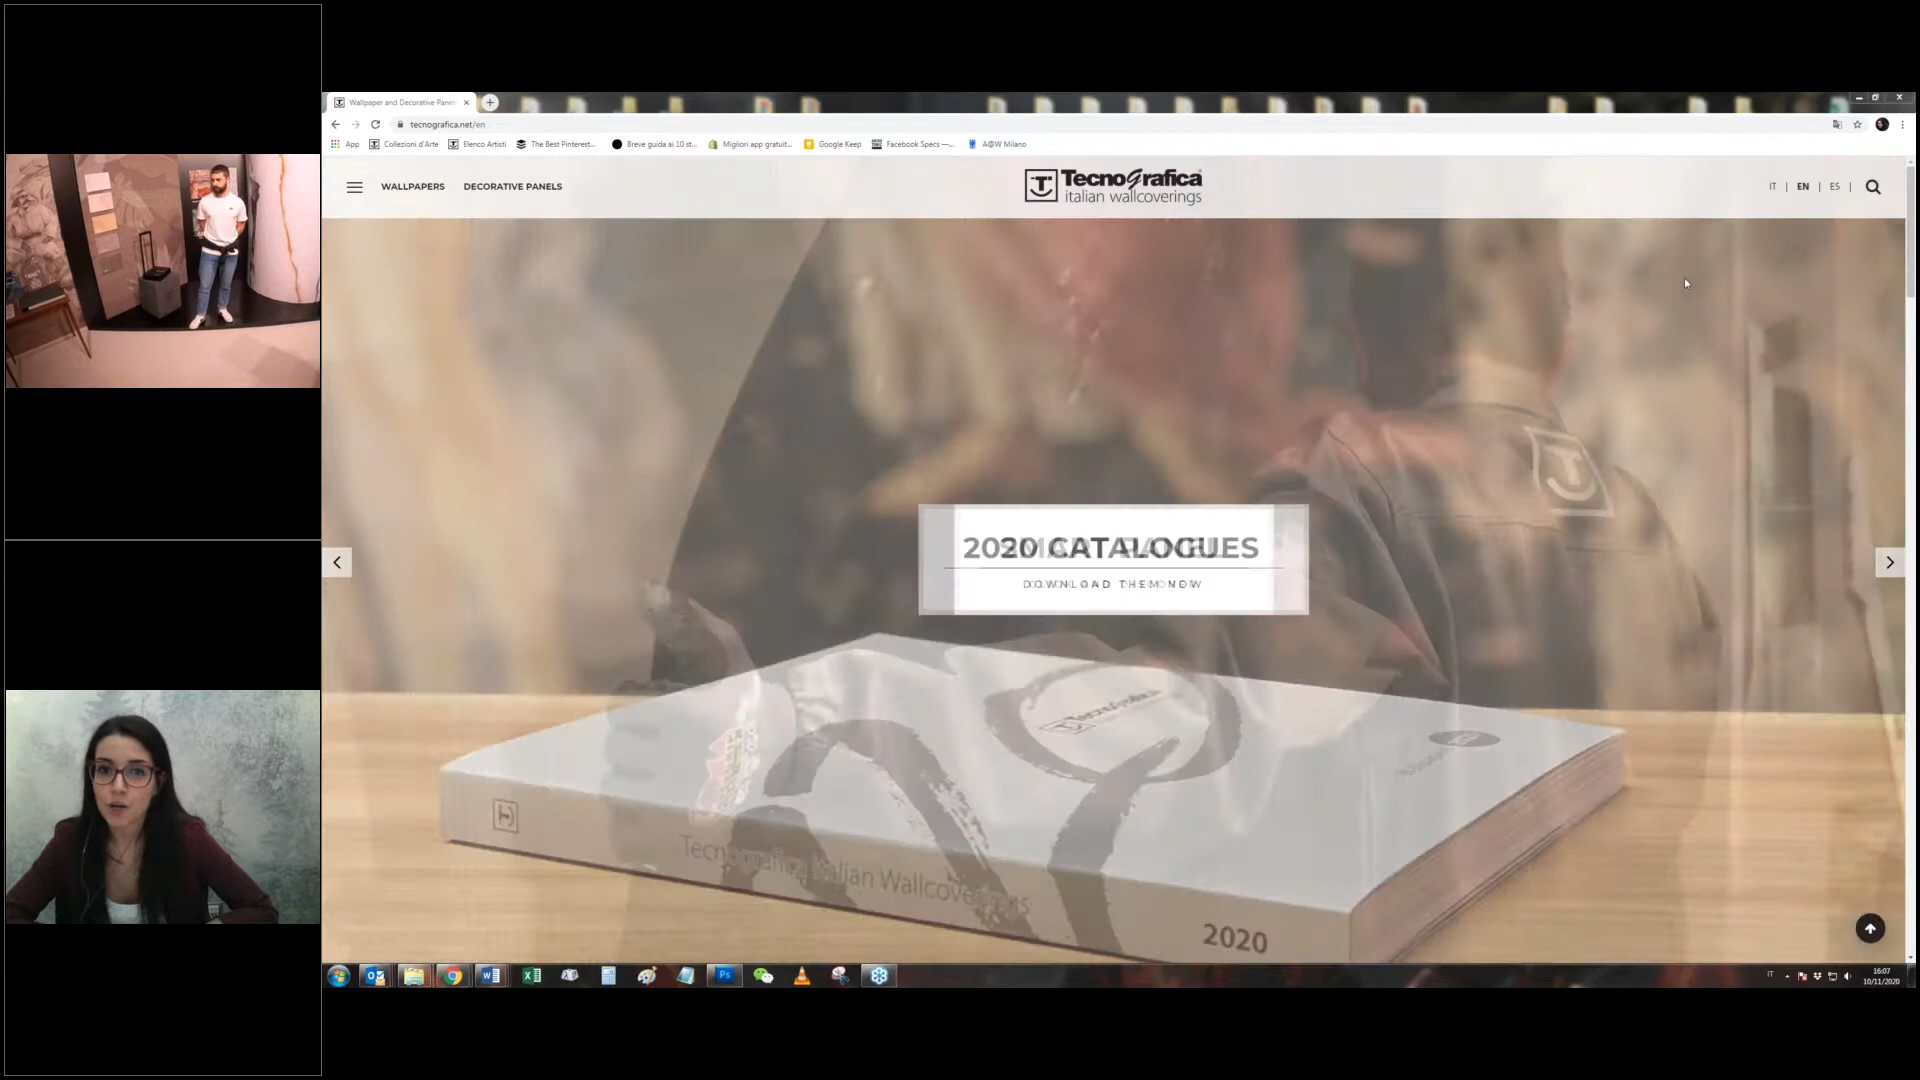 Wallpaper and Decorative Pane
tecnografica.net/en
App
Collezioni d'Arte
Elenco Artisti
The Best Pinterest...
Breve guida ai 10 st...
Migliori app gratuit...
Google Keep
Facebook Specs —...
A@W Milano
WALLPAPERS
DECORATIVE PANELS
TecnoGrafica
italian wallcoverings
IT | EN | ES |
2020 CATALOGUES
DOWNLOAD THEM NOW
Tecnografica Italian Wallcoverings
2020
IT
16:07
10/11/2020